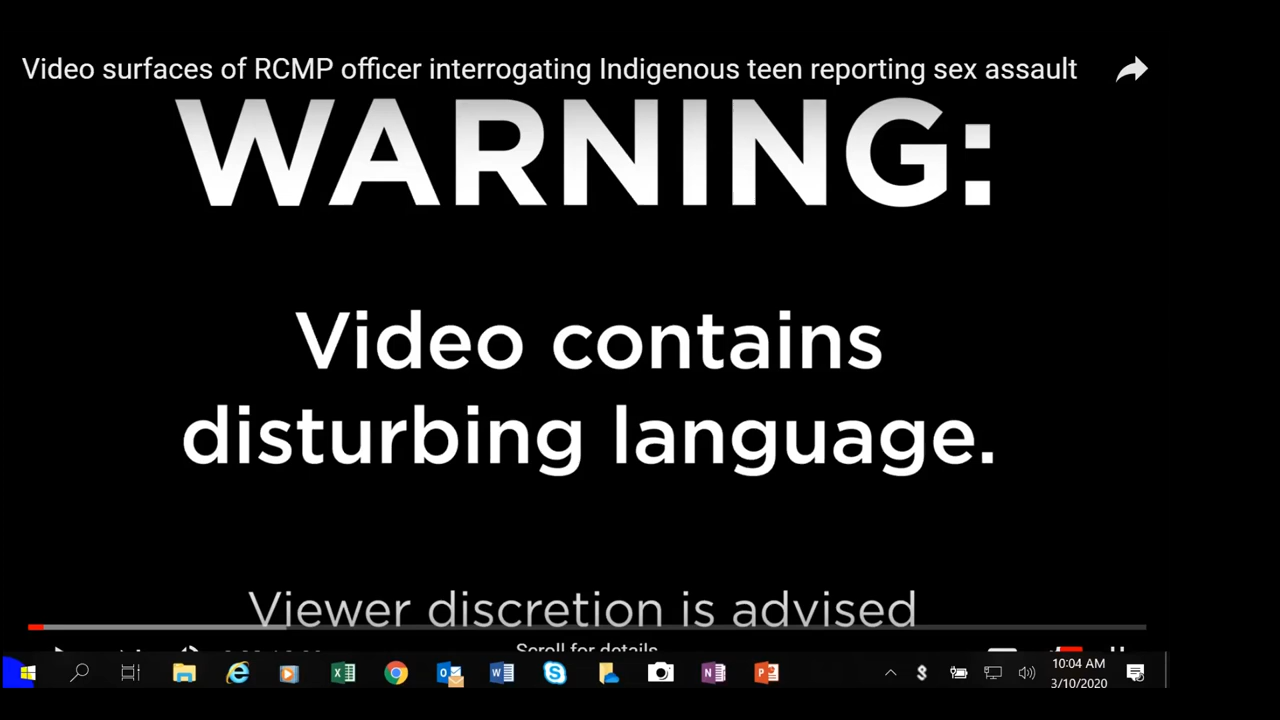 Video surfaces of RCMP officer interrogating Indigenous teen reporting sex assault
WARNING:
Video contains
disturbing language.
Viewer discretion is advised
Scroll for details
10:04 AM
3/10/2020